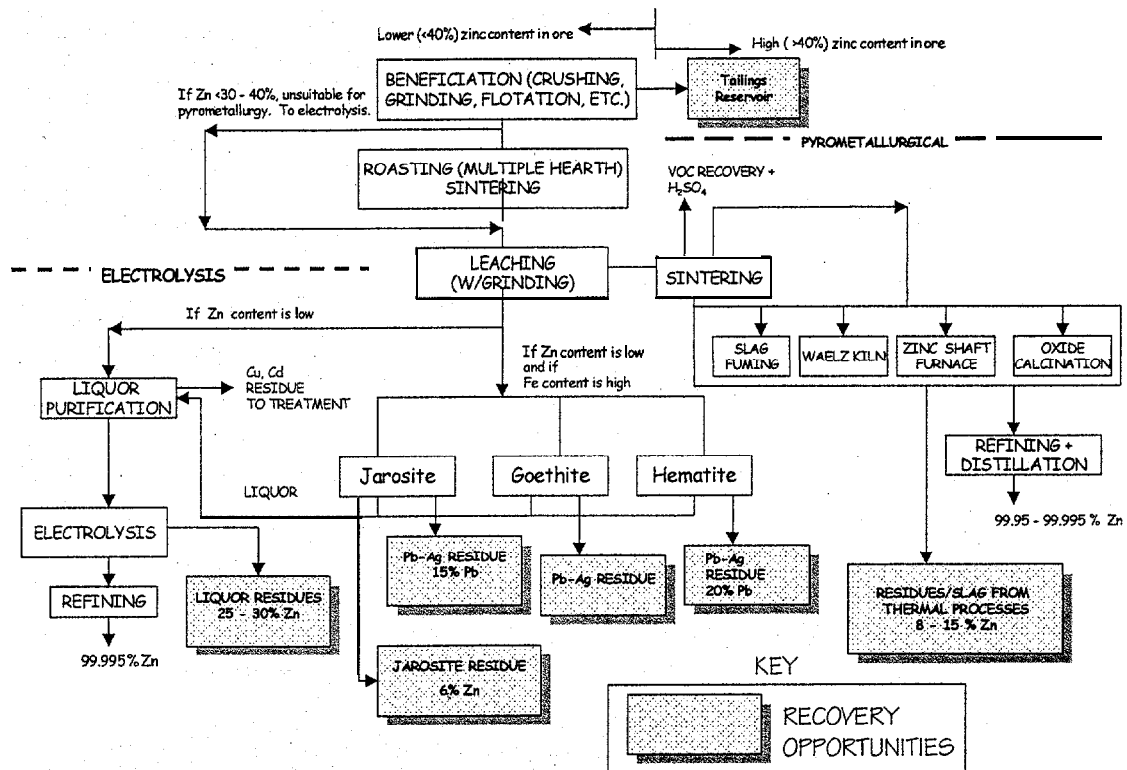 Lower (<40%) zinc content in ore
High ( >40%) zinc content in ore
BENEFICIATION (CRUSHING,
GRINDING, FLOTATION, ETC.)
Tailings
Reservoir
If Zn <30 - 40%, unsuitable for
pyrometallurgy. To electrolysis.
PYROMETALLURGICAL
ROASTING (MULTIPLE HEARTH)
SINTERING
VOC RECOVERY +
H₂SO₄
ELECTROLYSIS
LEACHING
(W/GRINDING)
SINTERING
If Zn content is low
SLAG
FUMING
WAELZ KILN
ZINC SHAFT
FURNACE
OXIDE
CALCINATION
If Zn content is low
and if
Fe content is high
LIQUOR
PURIFICATION
Cu, Cd
RESIDUE
TO TREATMENT
REFINING +
DISTILLATION
Jarosite
Goethite
Hematite
LIQUOR
99.95 - 99.995 % Zn
ELECTROLYSIS
Pb-Ag RESIDUE
15% Pb
Pb-Ag RESIDUE
Pb-Ag
RESIDUE
20% Pb
REFINING
LIQUOR RESIDUES
25 - 30% Zn
RESIDUES/SLAG FROM
THERMAL PROCESSES
8 - 15 % Zn
99.995% Zn
JAROSITE RESIDUE
6% Zn
KEY
RECOVERY
OPPORTUNITIES